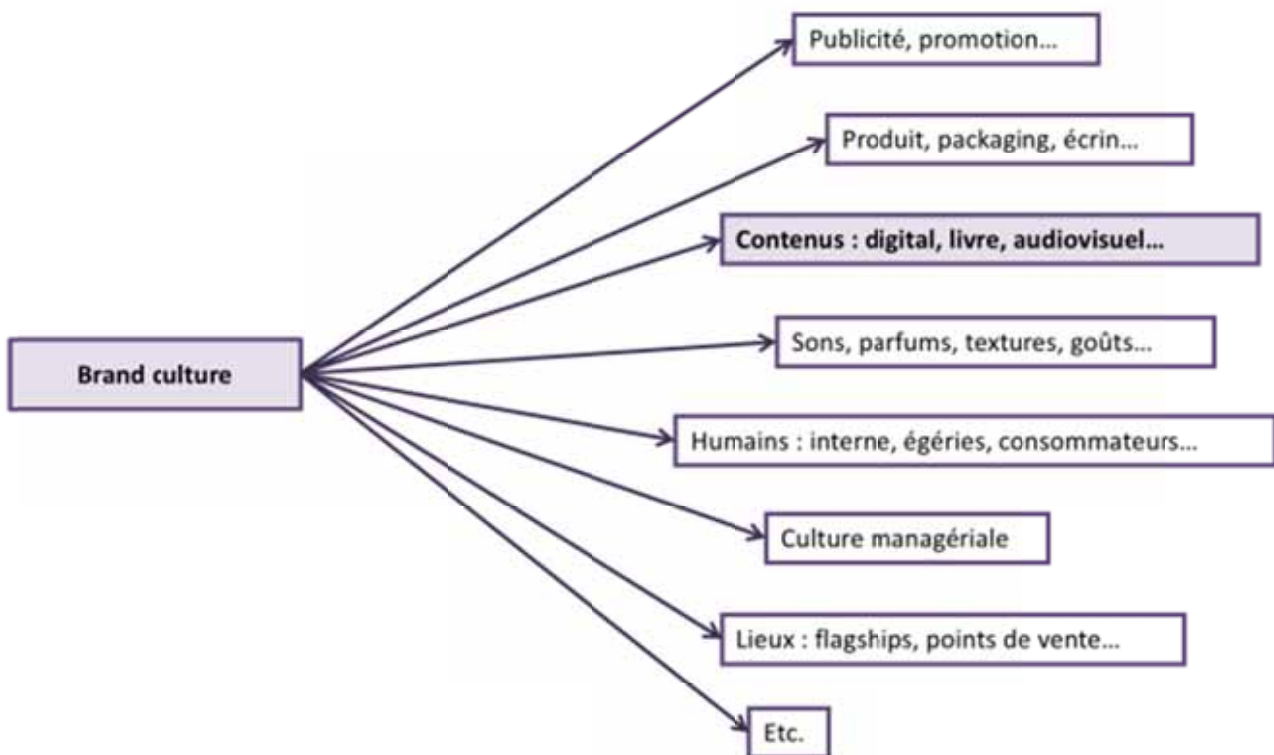 Publicité, promotion...
Produit, packaging, écrin...
Contenus : digital, livre, audiovisuel...
Sons, parfums, textures, goûts...
Brand culture
Humains : interne, égéries, consommateurs...
Culture managériale
Lieux : flagships, points de vente...
Etc.